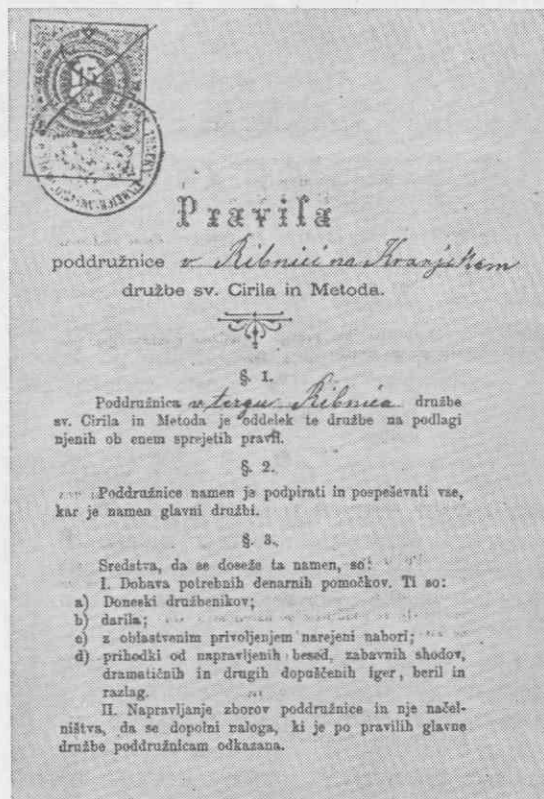 15
Pravila
poddružnice v Ribnici na Kranjskem
družbe sv. Cirila in Metoda.
§. 1.
Poddružnica v tergu Ribnica družbe
sv. Cirila in Metoda je oddelek te družbe na podlagi
njenih ob enem sprejetih pravil.
§. 2.
Poddružnice namen je podpirati in pospeševati vse,
kar je namen glavni družbi.
§. 3.
Sredstva, da se doseže ta namen, so:
I. Dobava potrebnih denarnih pomočkov. Ti so:
a) Doneski družbenikov;
b) darila;
c) z oblastvenim privoljenjem narejeni nabori;
d) prihodki od napravljenih besed, zabavnih shodov,
dramatičnih in drugih dopuščenih iger, beril in
razlag.
II. Napravljanje zborov poddružnice in nje načel-
ništva, da se dopolni naloga, ki je po pravilih glavne
družbe poddružnicam odkazana.